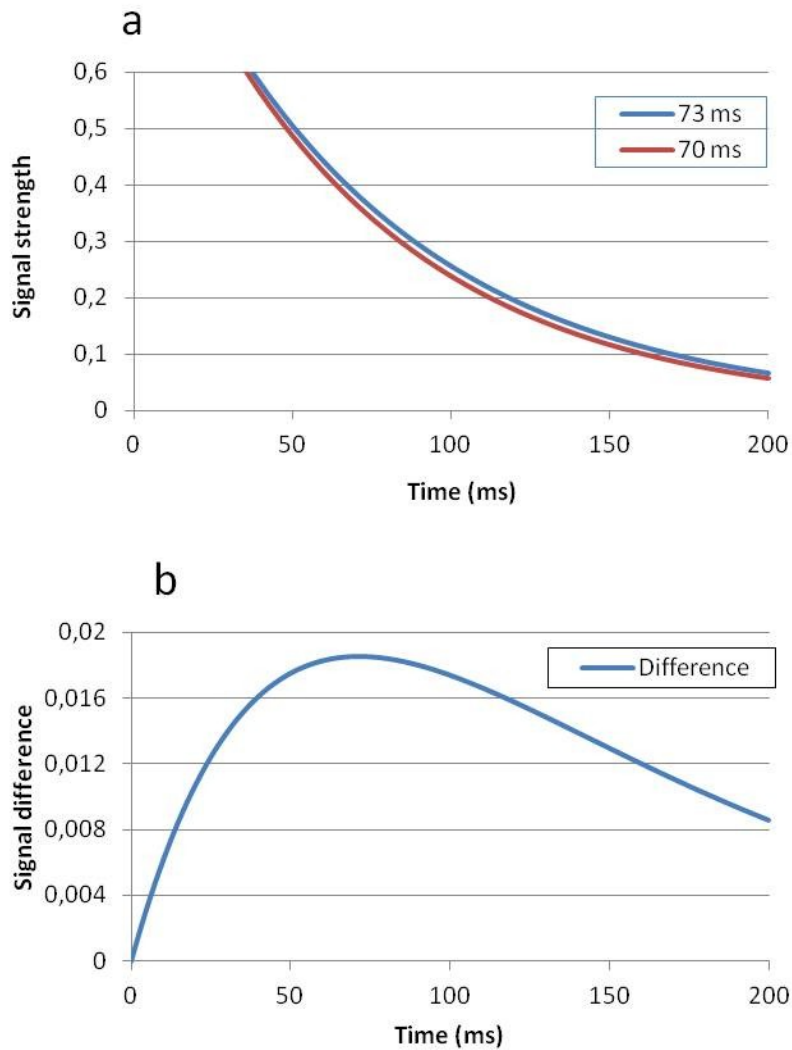 a
0,6
0,5
0,4
0,3
0,2
0,1
0
Signal strength
73 ms
70 ms
0 50 100 150 200
Time (ms)
b
0,02
0,016
0,012
0,008
0,004
0
Signal difference
Difference
0 50 100 150 200
Time (ms)